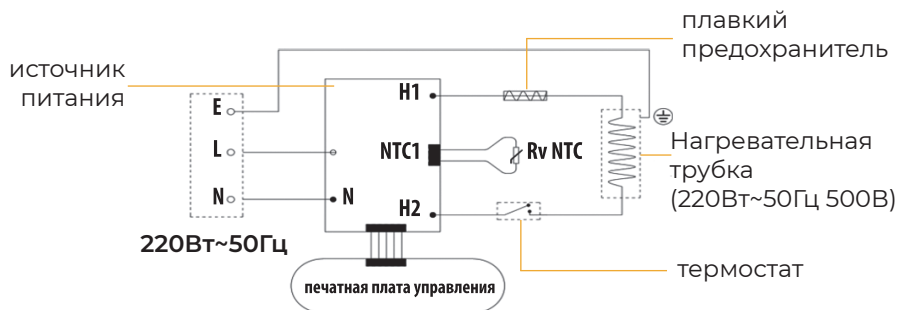 плавкий
предохранитель
источник
питания
E
H1
L
NTC1
Rv NTC
Нагревательная
трубка
(220Вт~50Гц 500В)
N
N
H2
220Вт~50Гц
термостат
печатная плата управления